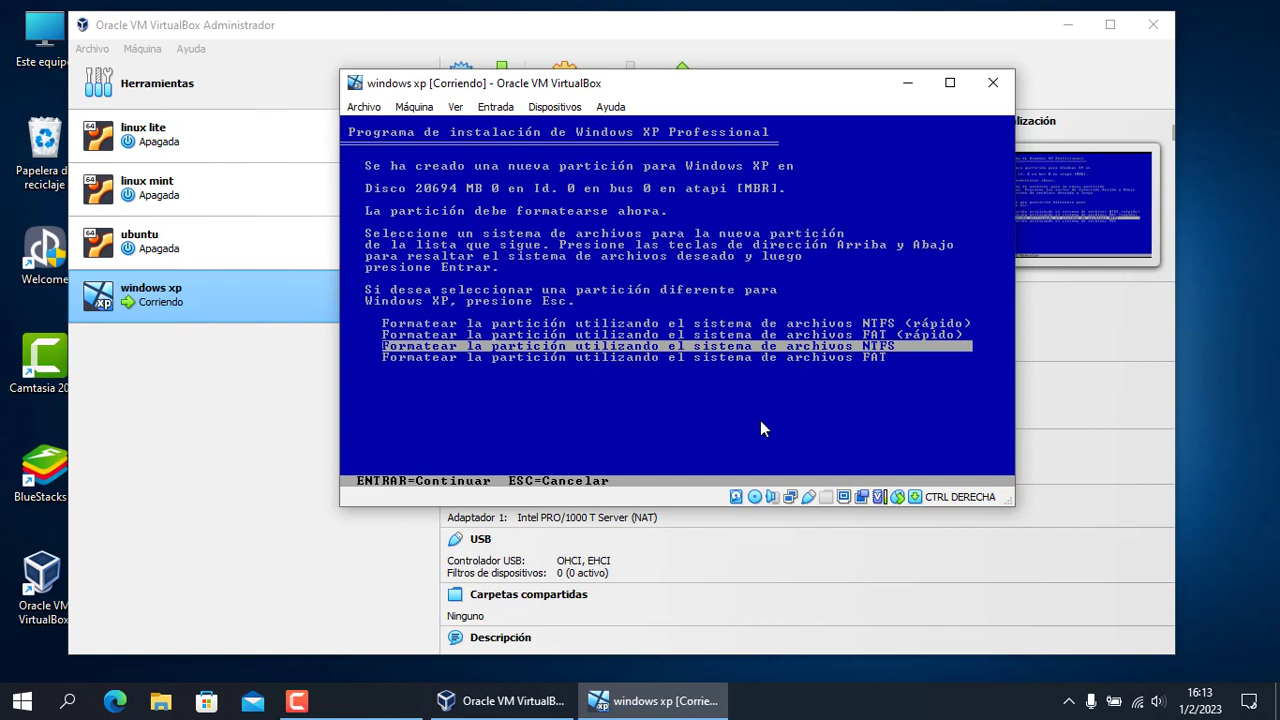 Oracle VM VirtualBox Administrador
Archivo Máquina Ayuda
Este equipo
Herramientas
64
linux lite
Apagada
64
linux mint
Apagada
64
ubuntu
Apagada
XP
windows xp
Corriendo
Papelera de
reciclaje
Welcome
Camtasia 20
BlueStacks
Oracle VM
VirtualBox
windows xp [Corriendo] - Oracle VM VirtualBox
Archivo Máquina Ver Entrada Dispositivos Ayuda
Programa de instalación de Windows XP Professional
Se ha creado una nueva partición para Windows XP en
Disco 20694 MB 0 en Id. 0 en bus 0 en atapi [MBR].
La partición debe formatearse ahora.
Selecione un sistema de archivos para la nueva partición
de la lista que sigue. Presione las teclas de dirección Arriba y Abajo
para resaltar el sistema de archivos deseado y luego
presione Entrar.
Si desea seleccionar una partición diferente para
Windows XP, presione Esc.
Formatear la partición utilizando el sistema de archivos NTFS (rápido)
Formatear la partición utilizando el sistema de archivos FAT (rápido)
Formatear la partición utilizando el sistema de archivos NTFS
Formatear la partición utilizando el sistema de archivos FAT
ENTRAR=Continuar ESC=Cancelar
CTRL DERECHA
alización
Adaptador 1: Intel PRO/1000 T Server (NAT)
USB
Controlador USB: OHCI, EHCI
Filtros de dispositivos: 0 (0 activo)
Carpetas compartidas
Ninguno
Descripción
Oracle VM VirtualB...
windows xp [Corrie...
16:13
1/2/2023